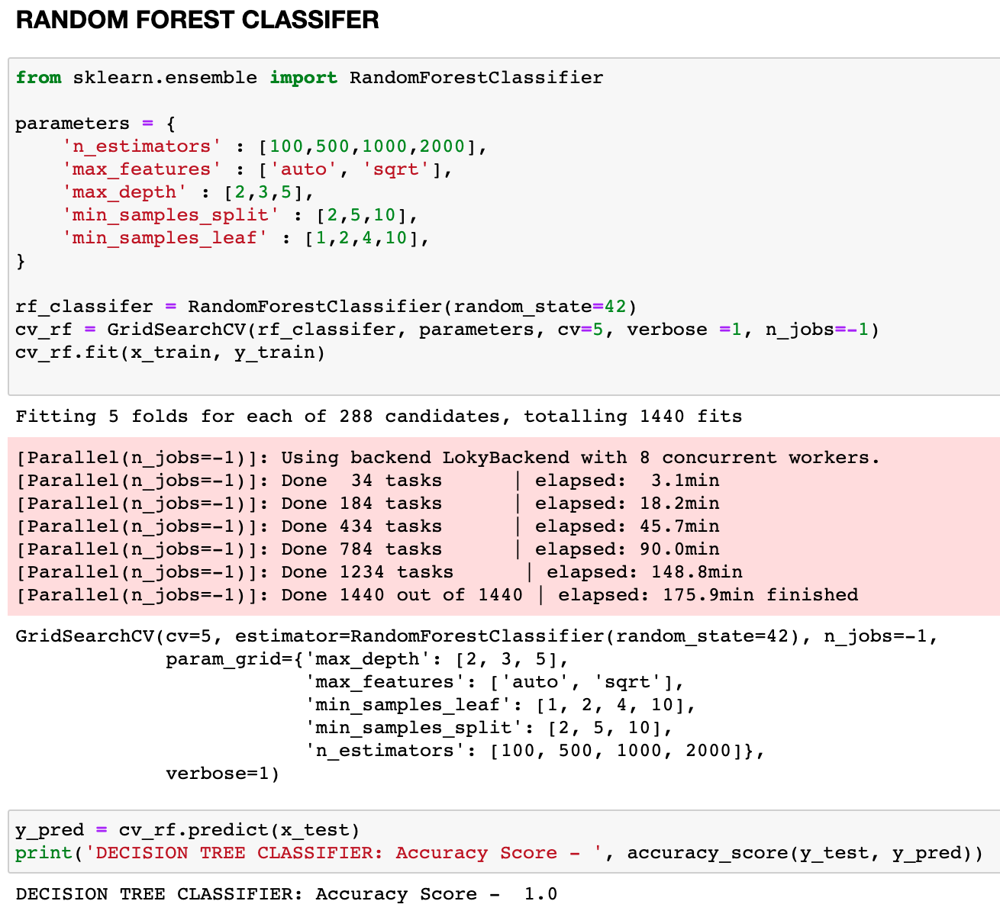 RANDOM FOREST CLASSIFER
from sklearn.ensemble import RandomForestClassifier
parameters = {
'n_estimators' : [100,500,1000,2000],
'max_features' : ['auto', 'sqrt'],
'max_depth' : [2,3,5],
'min_samples_split' : [2,5,10],
'min_samples_leaf' : [1,2,4,10],
}
rf_classifer = RandomForestClassifier(random_state=42)
cv_rf = GridSearchCV(rf_classifer, parameters, cv=5, verbose =1, n_jobs=-1)
cv_rf.fit(x_train, y_train)
Fitting 5 folds for each of 288 candidates, totalling 1440 fits
[Parallel(n_jobs=-1)]: Using backend LokyBackend with 8 concurrent workers.
[Parallel(n_jobs=-1)]: Done  34 tasks      | elapsed:  3.1min
[Parallel(n_jobs=-1)]: Done 184 tasks      | elapsed: 18.2min
[Parallel(n_jobs=-1)]: Done 434 tasks      | elapsed: 45.7min
[Parallel(n_jobs=-1)]: Done 784 tasks      | elapsed: 90.0min
[Parallel(n_jobs=-1)]: Done 1234 tasks      | elapsed: 148.8min
[Parallel(n_jobs=-1)]: Done 1440 out of 1440 | elapsed: 175.9min finished
GridSearchCV(cv=5, estimator=RandomForestClassifier(random_state=42), n_jobs=-1,
param_grid={'max_depth': [2, 3, 5],
'max_features': ['auto', 'sqrt'],
'min_samples_leaf': [1, 2, 4, 10],
'min_samples_split': [2, 5, 10],
'n_estimators': [100, 500, 1000, 2000]},
verbose=1)
y_pred = cv_rf.predict(x_test)
print('DECISION TREE CLASSIFIER: Accuracy Score - ', accuracy_score(y_test, y_pred))
DECISION TREE CLASSIFIER: Accuracy Score -  1.0